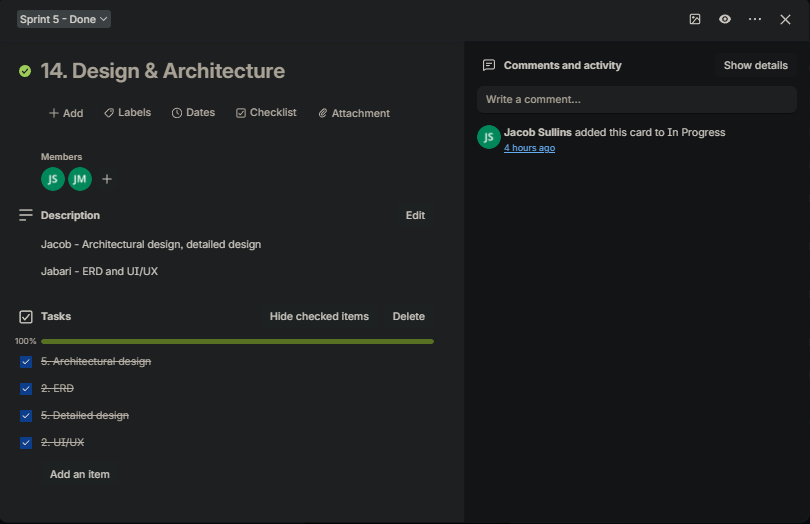 Sprint 5 - Done
14. Design & Architecture
Add
Labels
Dates
Checklist
Attachment
Members
JS
JM
Description
Edit
Jacob - Architectural design, detailed design
Jabari - ERD and UI/UX
Tasks
Hide checked items
Delete
100%
5. Architectural design
2. ERD
5. Detailed design
2. UI/UX
Add an item
Comments and activity
Show details
Write a comment...
JS
Jacob Sullins added this card to In Progress
4 hours ago